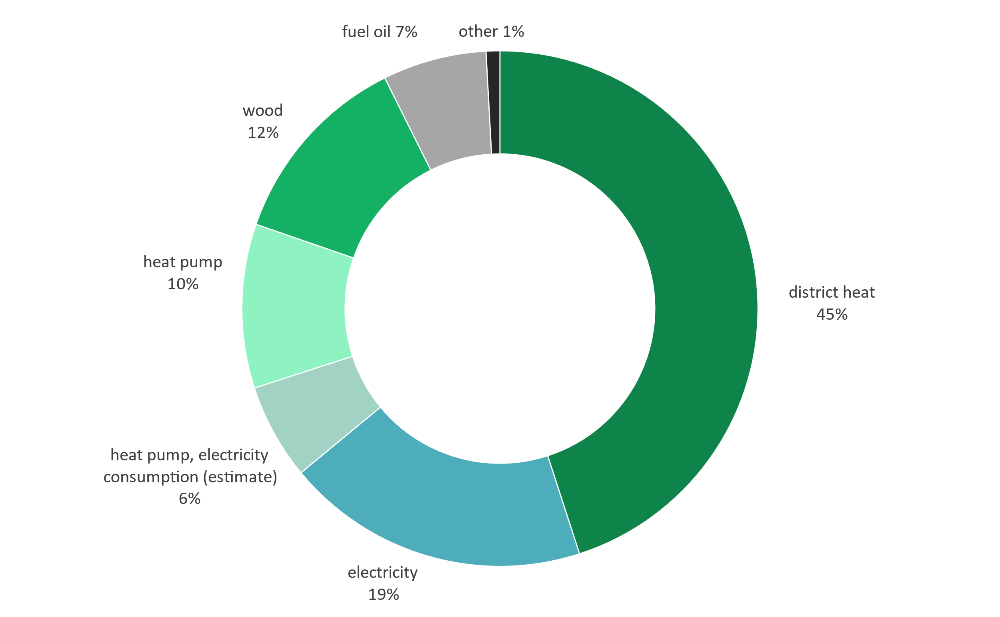 fuel oil 7%
other 1%
wood
12%
heat pump
10%
district heat
45%
heat pump, electricity
consumption (estimate)
6%
electricity
19%